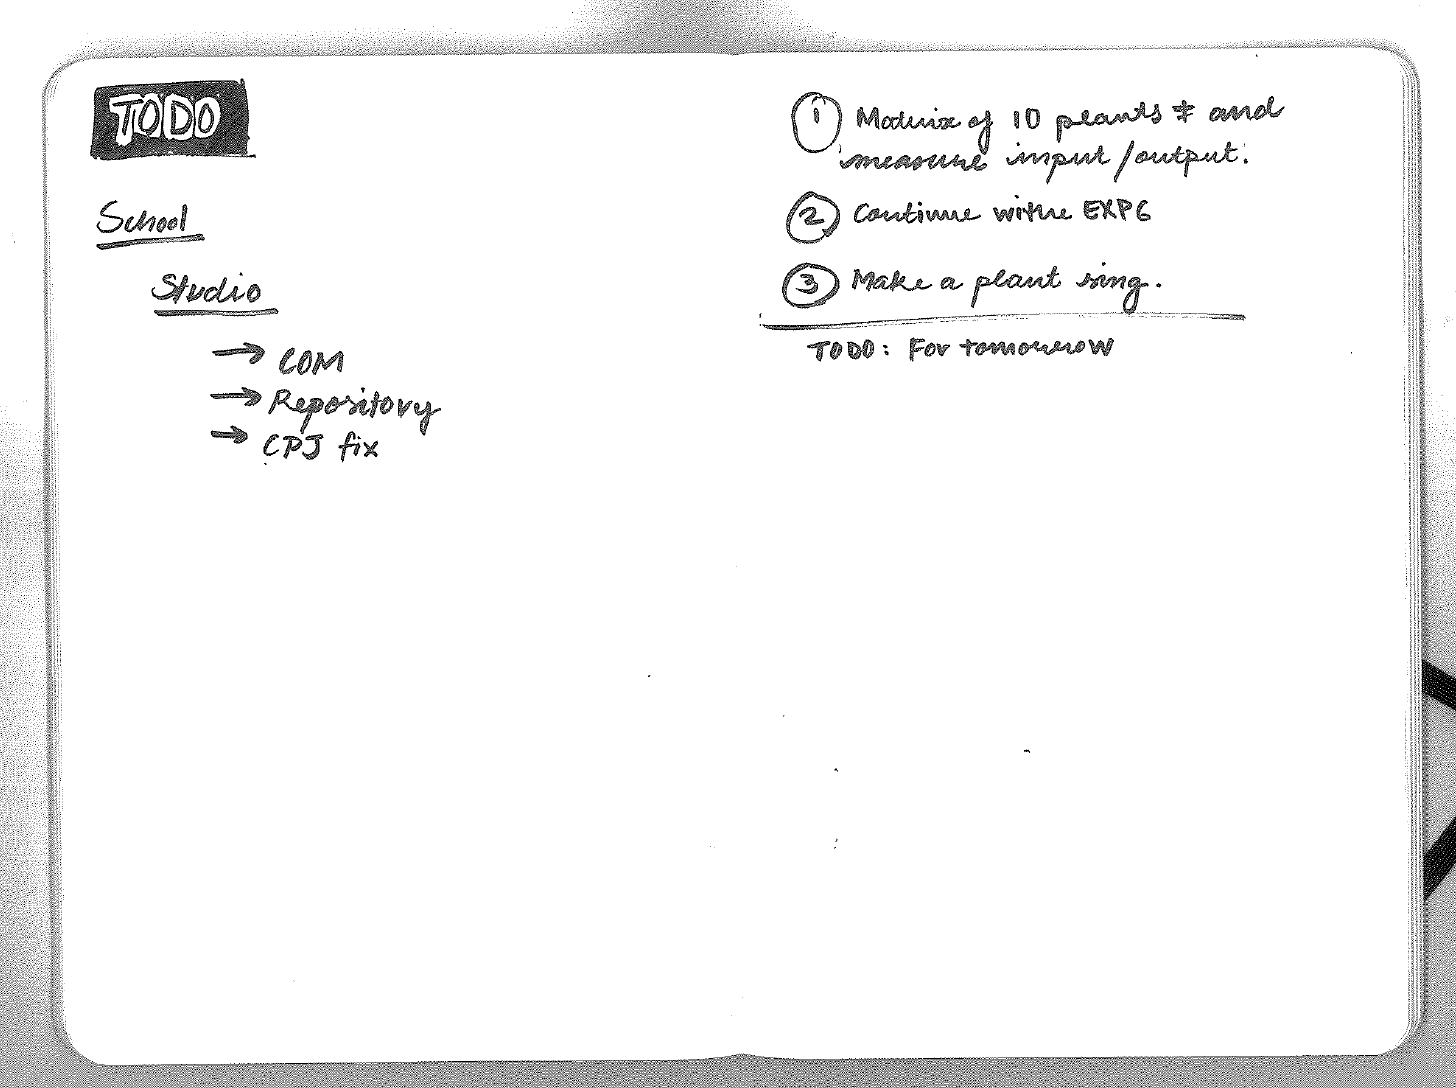 TODO
School
Studio
→ COM
→ Repository
→ CPJ fix
1 Matrix of 10 plants and
measure input/output.
2 Continue withe EXP6
3 Make a plant sing.
TODO: For tomorrow